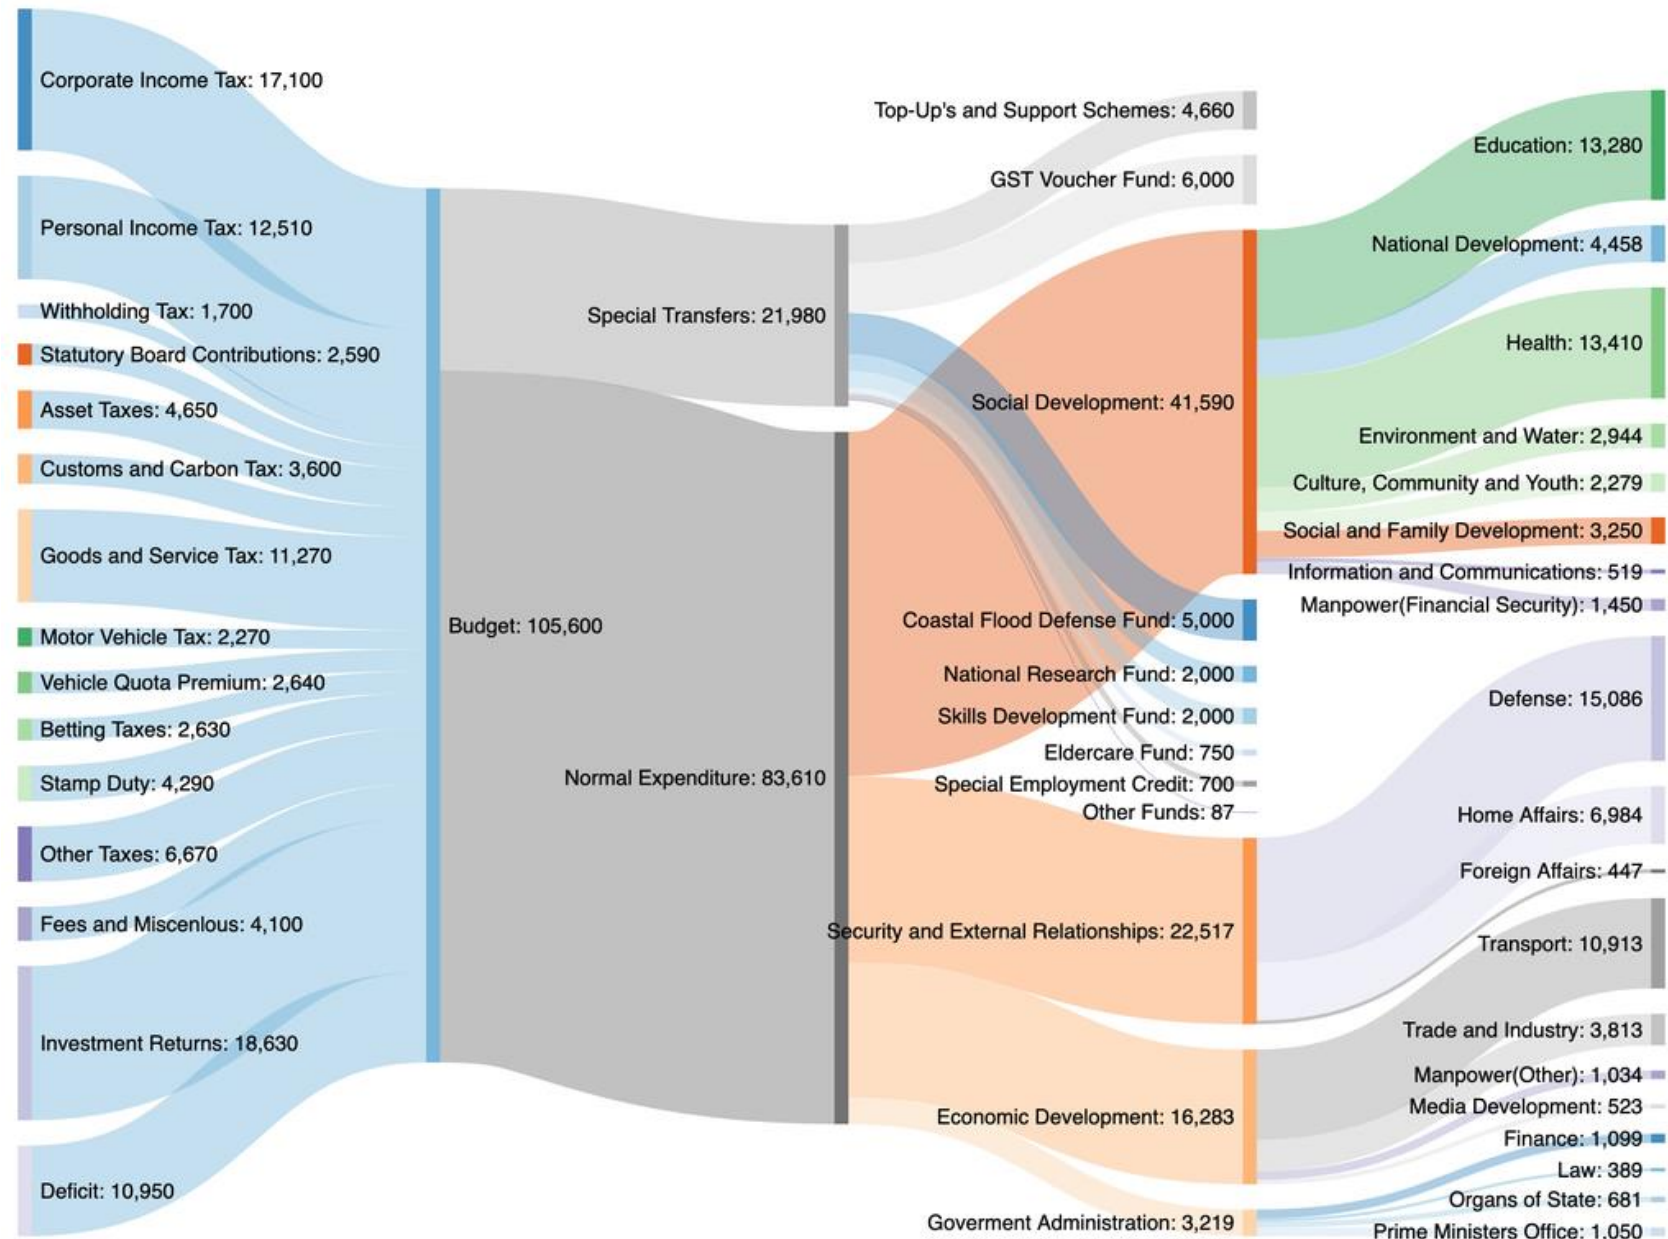 Corporate Income Tax: 17,100
Personal Income Tax: 12,510
Withholding Tax: 1,700
Statutory Board Contributions: 2,590
Asset Taxes: 4,650
Customs and Carbon Tax: 3,600
Goods and Service Tax: 11,270
Motor Vehicle Tax: 2,270
Vehicle Quota Premium: 2,640
Betting Taxes: 2,630
Stamp Duty: 4,290
Other Taxes: 6,670
Fees and Miscenlous: 4,100
Investment Returns: 18,630
Deficit: 10,950
Budget: 105,600
Special Transfers: 21,980
Normal Expenditure: 83,610
Top-Up's and Support Schemes: 4,660
GST Voucher Fund: 6,000
Social Development: 41,590
Coastal Flood Defense Fund: 5,000
National Research Fund: 2,000
Skills Development Fund: 2,000
Eldercare Fund: 750
Special Employment Credit: 700
Other Funds: 87
Security and External Relationships: 22,517
Economic Development: 16,283
Goverment Administration: 3,219
Education: 13,280
National Development: 4,458
Health: 13,410
Environment and Water: 2,944
Culture, Community and Youth: 2,279
Social and Family Development: 3,250
Information and Communications: 519
Manpower(Financial Security): 1,450
Defense: 15,086
Home Affairs: 6,984
Foreign Affairs: 447
Transport: 10,913
Trade and Industry: 3,813
Manpower(Other): 1,034
Media Development: 523
Finance: 1,099
Law: 389
Organs of State: 681
Prime Ministers Office: 1,050